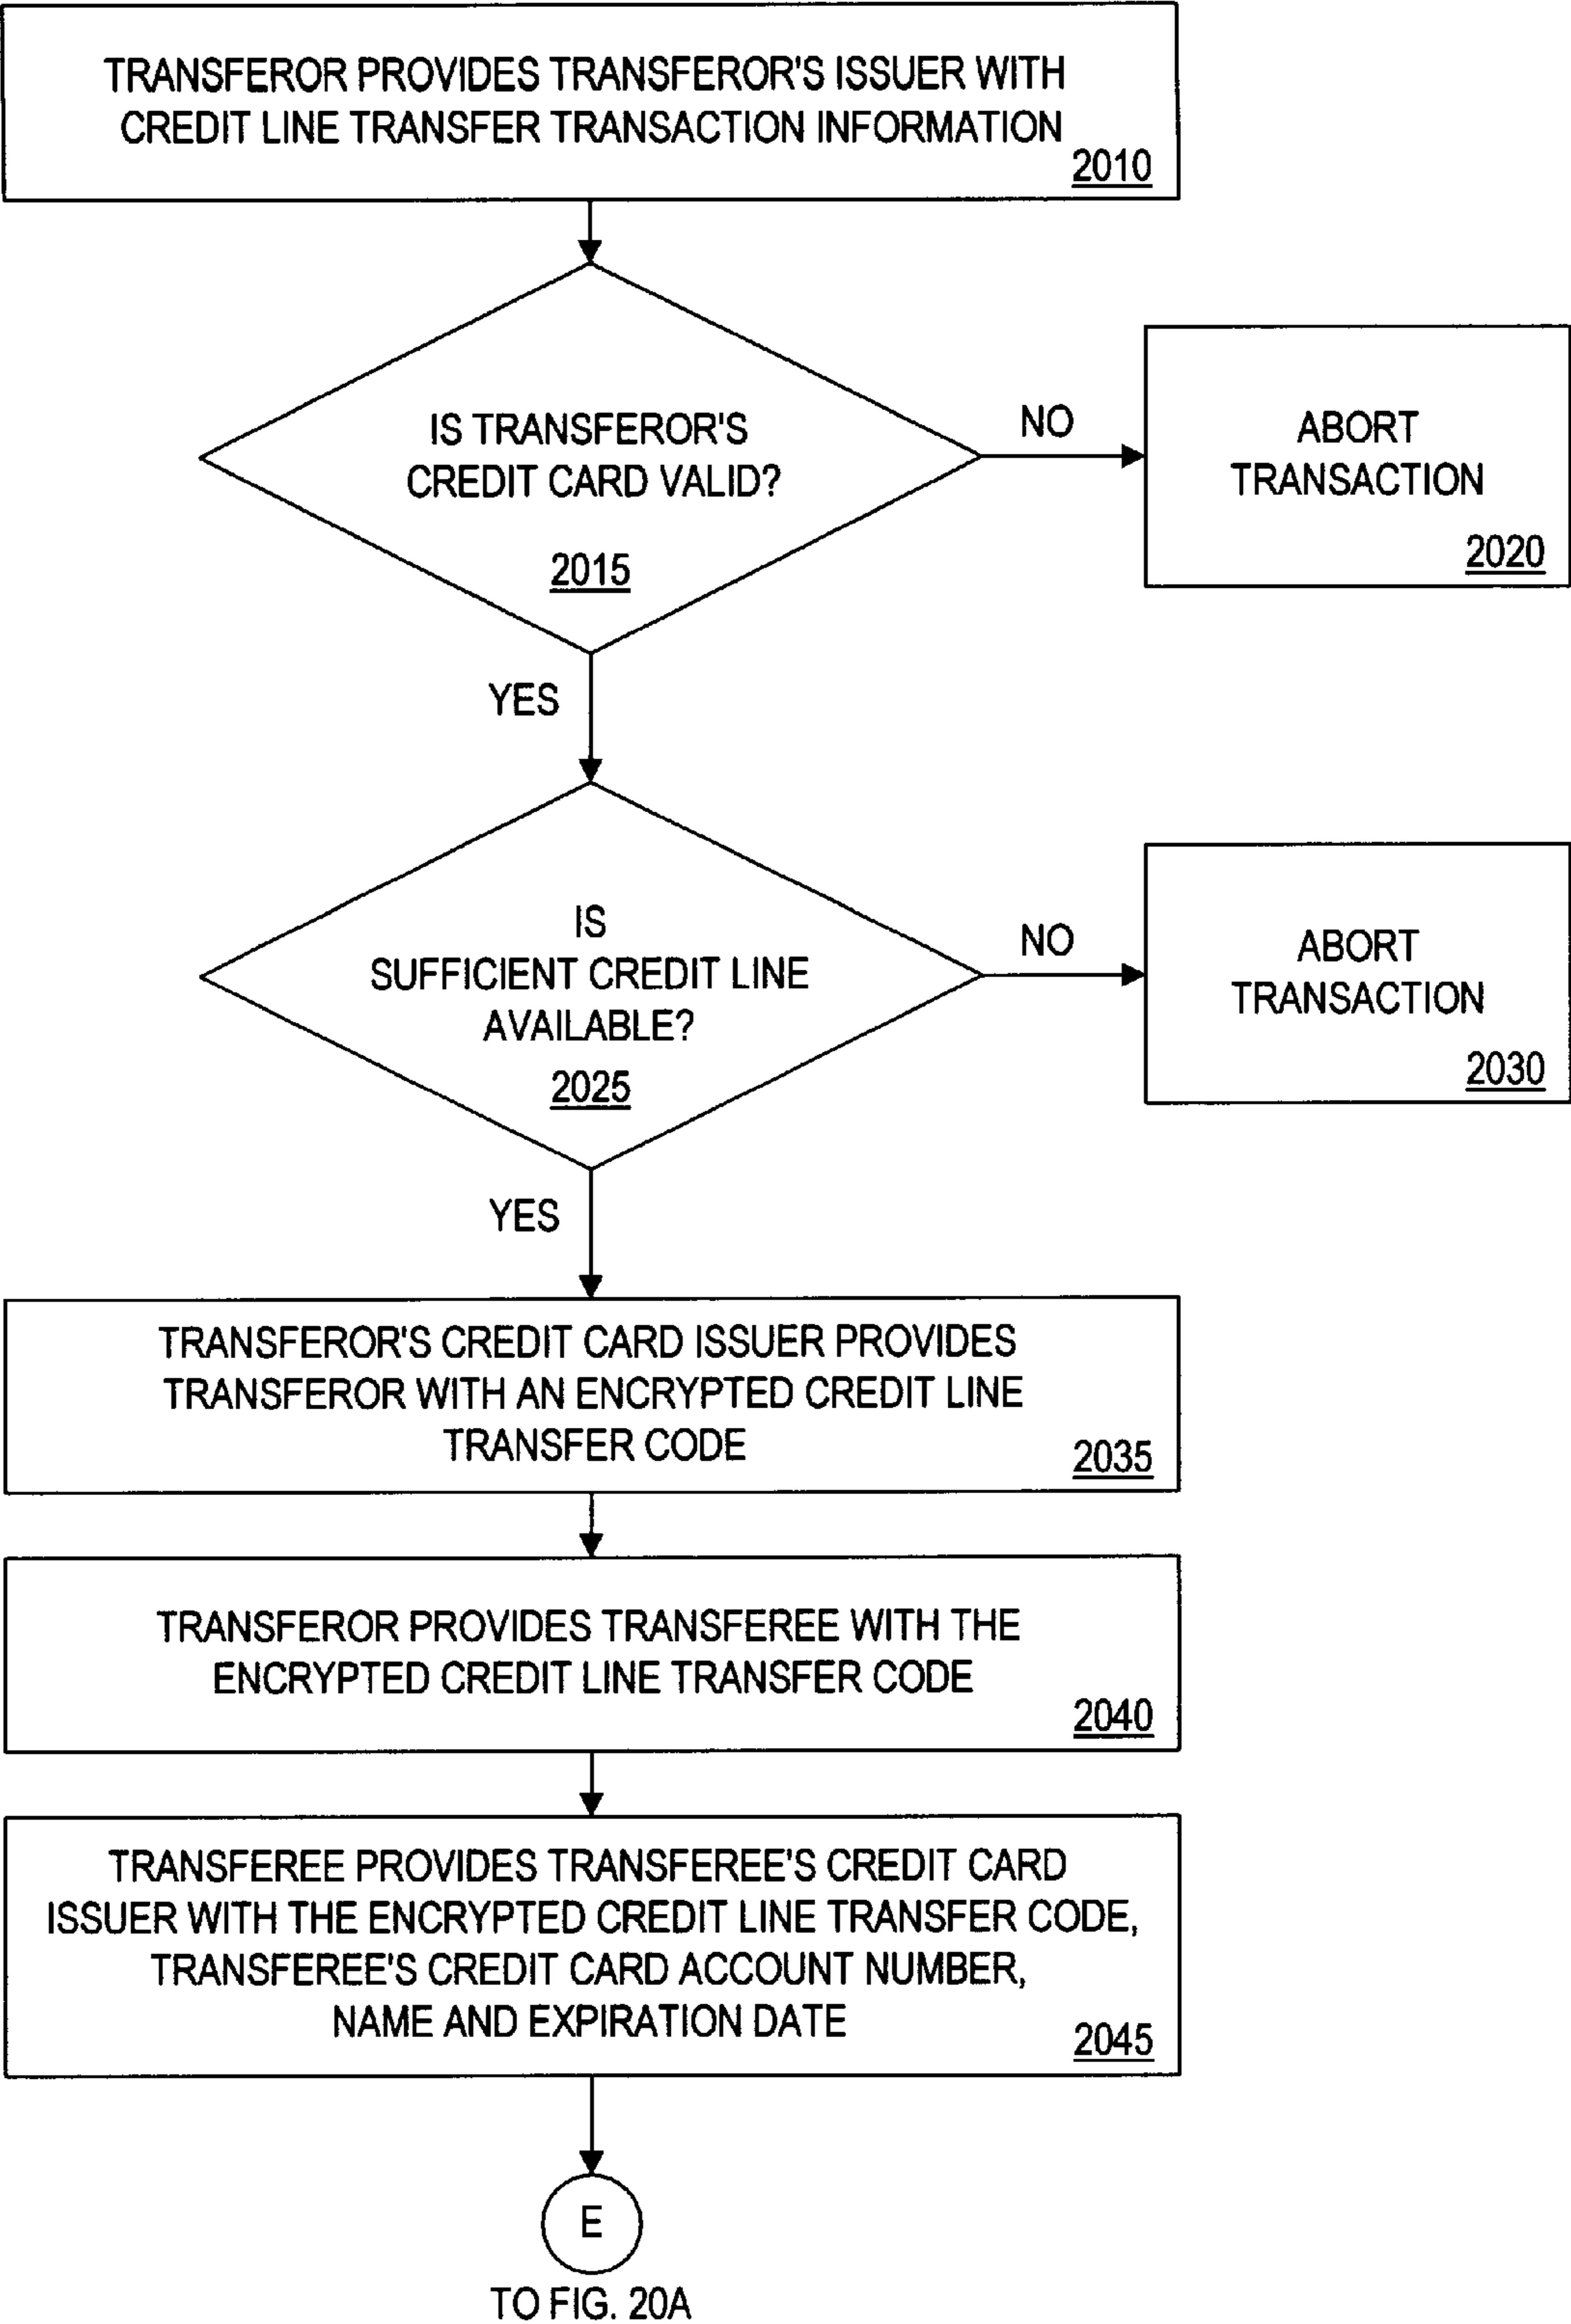 TRANSFEROR PROVIDES TRANSFEROR'S ISSUER WITH
CREDIT LINE TRANSFER TRANSACTION INFORMATION
2010
IS TRANSFEROR'S
CREDIT CARD VALID?
2015
NO
ABORT
TRANSACTION
2020
YES
IS
SUFFICIENT CREDIT LINE
AVAILABLE?
2025
NO
ABORT
TRANSACTION
2030
YES
TRANSFEROR'S CREDIT CARD ISSUER PROVIDES
TRANSFEROR WITH AN ENCRYPTED CREDIT LINE
TRANSFER CODE
2035
TRANSFEROR PROVIDES TRANSFEREE WITH THE
ENCRYPTED CREDIT LINE TRANSFER CODE
2040
TRANSFEREE PROVIDES TRANSFEREE'S CREDIT CARD
ISSUER WITH THE ENCRYPTED CREDIT LINE TRANSFER CODE,
TRANSFEREE'S CREDIT CARD ACCOUNT NUMBER,
NAME AND EXPIRATION DATE
2045
E
TO FIG. 20A